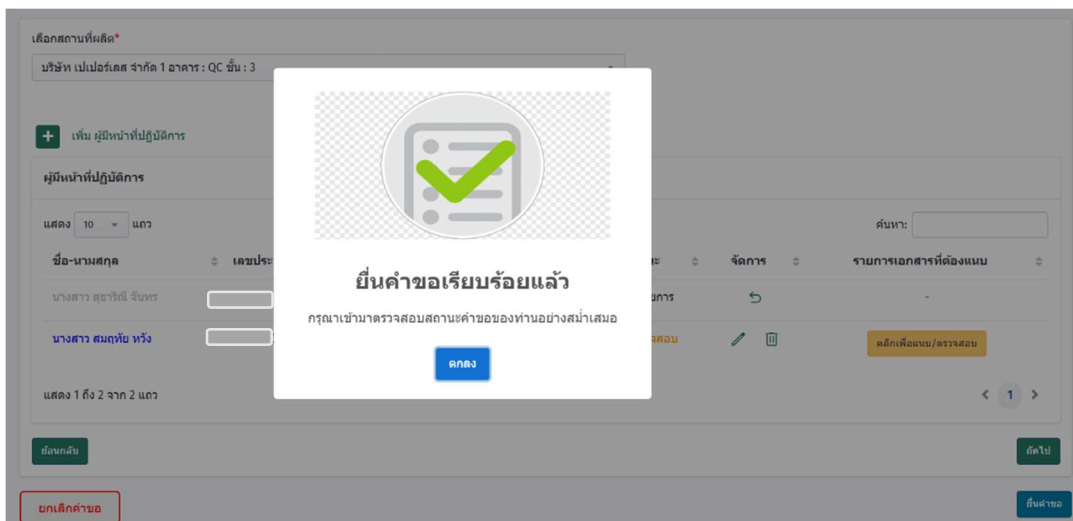 เลือกสถานที่ผลิต*
บริษัท เปเปอร์เลส จำกัด 1 อาคาร : QC ชั้น : 3
เพิ่ม ผู้มีหน้าที่ปฏิบัติการ
ผู้มีหน้าที่ปฏิบัติการ
แสดง 10 แถว
ค้นหา:
ชื่อ-นามสกุล เลขประ จัดการ รายการเอกสารที่ต้องแนบ
นางสาว สุธาริณี จันทร -
นางสาว สมฤทัย หวัง คลิกเพื่อแนบ/ตรวจสอบ
ยื่นคำขอเรียบร้อยแล้ว
กรุณาเข้ามาตรวจสอบสถานะคำขอของท่านอย่างสม่ำเสมอ
ตกลง
แสดง 1 ถึง 2 จาก 2 แถว
< 1 >
ย้อนกลับ
ถัดไป
ยกเลิกคำขอ
ยื่นคำขอ